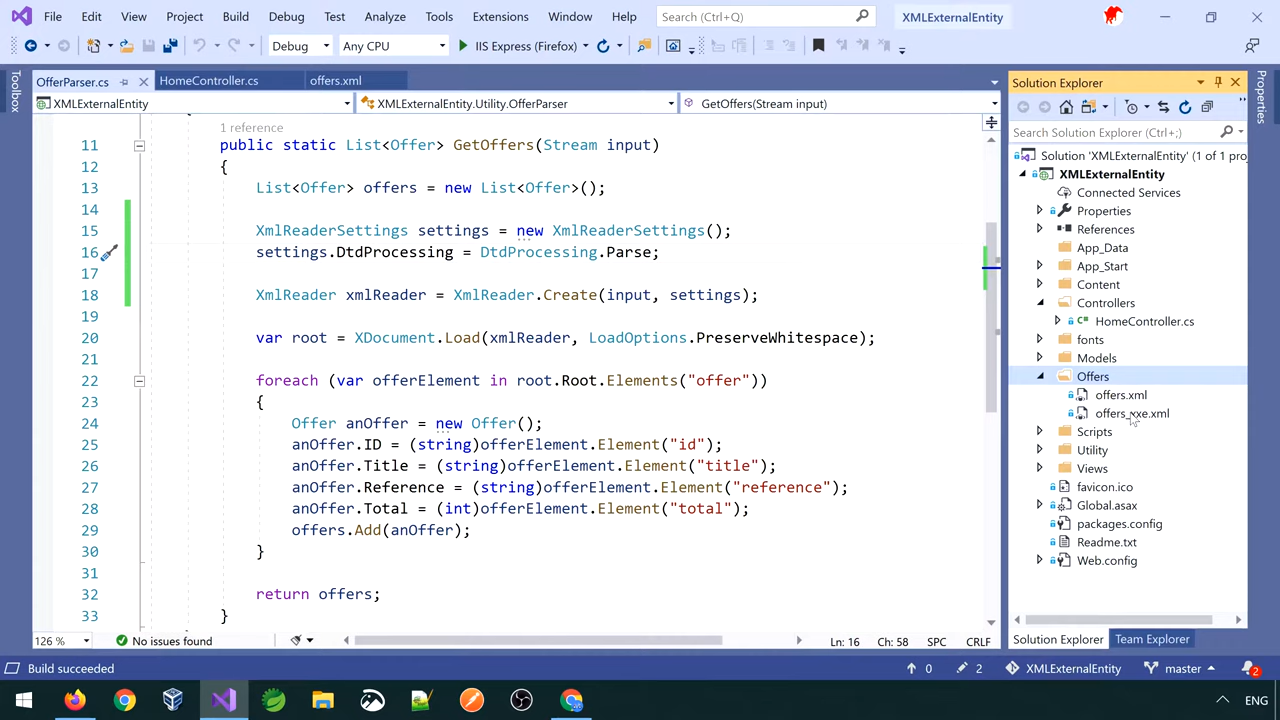 File Edit View Project Build Debug Test Analyze Tools Extensions Window Help Search (Ctrl+Q) XMLExternalEntity
Debug Any CPU IIS Express (Firefox)
Toolbox
OfferParser.cs HomeController.cs offers.xml
XMLExternalEntity XMLExternalEntity.Utility.OfferParser GetOffers(Stream input)
1 reference
11 public static List<Offer> GetOffers(Stream input)
12 {
13 List<Offer> offers = new List<Offer>();
14
15 XmlReaderSettings settings = new XmlReaderSettings();
16 settings.DtdProcessing = DtdProcessing.Parse;
17
18 XmlReader xmlReader = XmlReader.Create(input, settings);
19
20 var root = XDocument.Load(xmlReader, LoadOptions.PreserveWhitespace);
21
22 foreach (var offerElement in root.Root.Elements("offer"))
23 {
24 Offer anOffer = new Offer();
25 anOffer.ID = (string)offerElement.Element("id");
26 anOffer.Title = (string)offerElement.Element("title");
27 anOffer.Reference = (string)offerElement.Element("reference");
28 anOffer.Total = (int)offerElement.Element("total");
29 offers.Add(anOffer);
30 }
31
32 return offers;
33 }
126 % No issues found Ln: 16 Ch: 58 SPC CRLF
Solution Explorer
Search Solution Explorer (Ctrl+;)
Solution 'XMLExternalEntity' (1 of 1 pro
XMLExternalEntity
Connected Services
Properties
References
App_Data
App_Start
Content
Controllers
C# HomeController.cs
fonts
Models
Offers
offers.xml
offers_xxe.xml
Scripts
Utility
Views
favicon.ico
Global.asax
packages.config
Readme.txt
Web.config
Solution Explorer Team Explorer
Properties
Build succeeded 0 2 XMLExternalEntity master 2
ENG